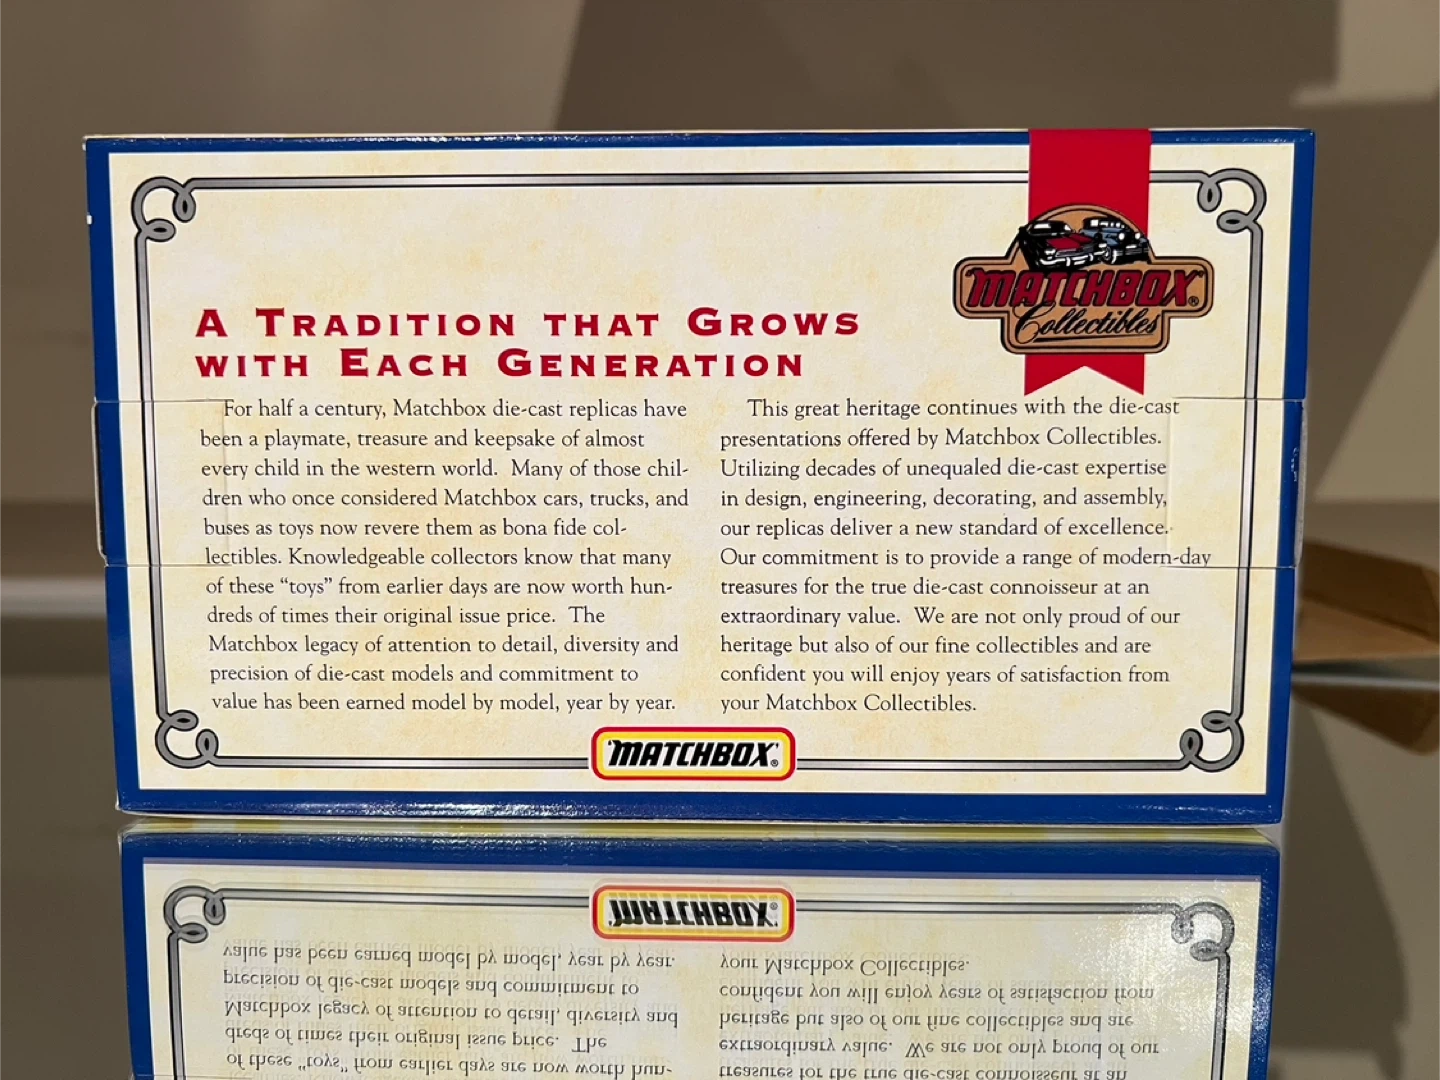 MATCHBOX®
Collectibles
A TRADITION THAT GROWS
WITH EACH GENERATION
For half a century, Matchbox die-cast replicas have
been a playmate, treasure and keepsake of almost
every child in the western world. Many of those chil-
dren who once considered Matchbox cars, trucks, and
buses as toys now revere them as bona fide col-
lectibles. Knowledgeable collectors know that many
of these “toys” from earlier days are now worth hun-
dreds of times their original issue price. The
Matchbox legacy of attention to detail, diversity and
precision of die-cast models and commitment to
value has been earned model by model, year by year.
This great heritage continues with the die-cast
presentations offered by Matchbox Collectibles.
Utilizing decades of unequaled die-cast expertise
in design, engineering, decorating, and assembly,
our replicas deliver a new standard of excellence.
Our commitment is to provide a range of modern-day
treasures for the true die-cast connoisseur at an
extraordinary value. We are not only proud of our
heritage but also of our fine collectibles and are
confident you will enjoy years of satisfaction from
your Matchbox Collectibles.
"MATCHBOX"®